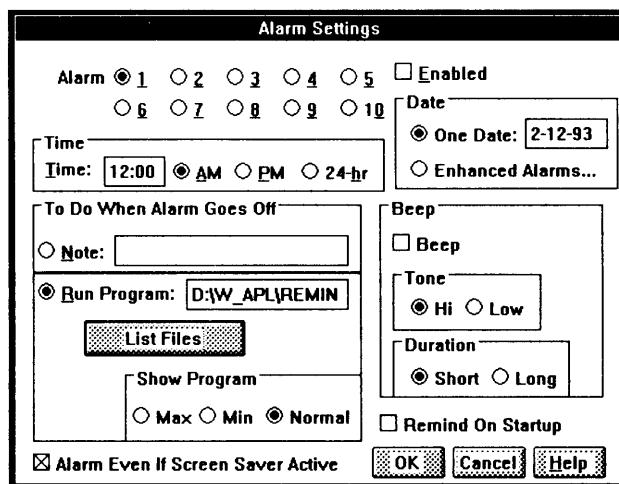 Alarm Settings
Alarm 1 2 3 4 5
6 7 8 9 10
Enabled
Date
One Date: 2-12-93
Enhanced Alarms...
Time
Time: 12:00 AM PM 24-hr
To Do When Alarm Goes Off
Note:
Run Program: D:\W_APL\REMIN
List Files
Show Program
Max Min Normal
Beep
Beep
Tone
Hi Low
Duration
Short Long
Remind On Startup
Alarm Even If Screen Saver Active
OK Cancel Help